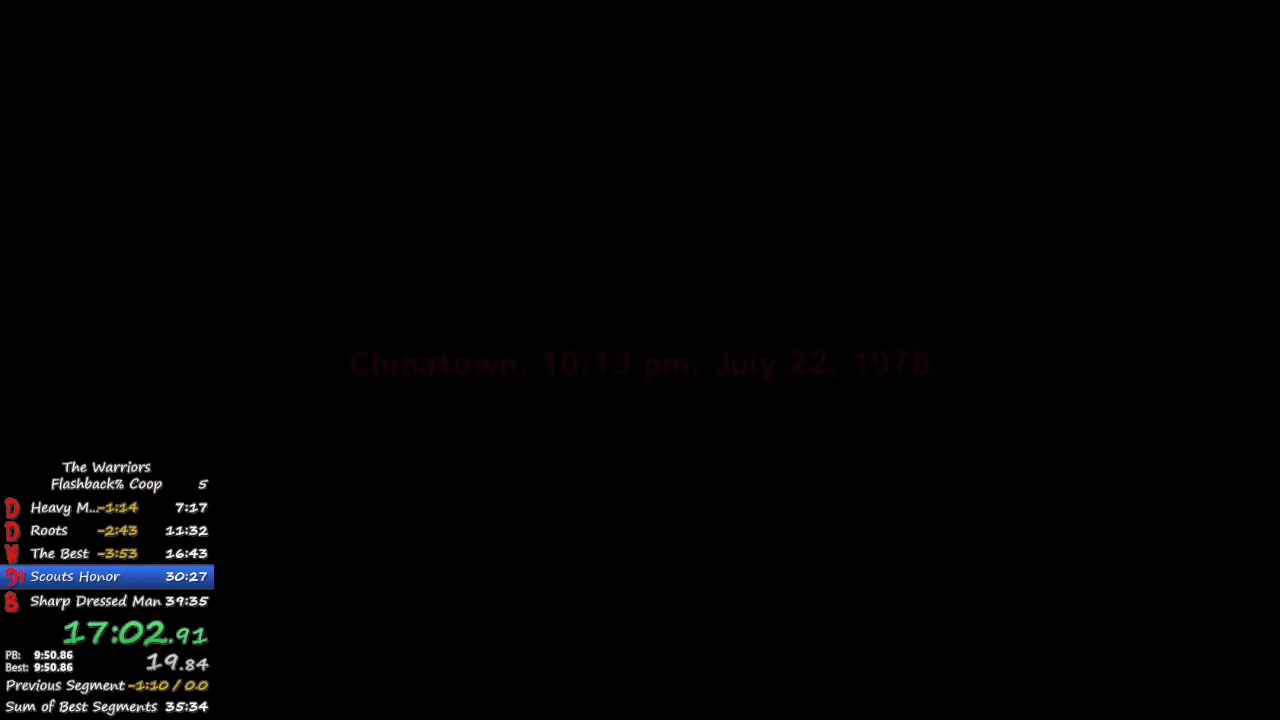 Chinatown, 10:13 pm, July 22, 1978
The Warriors
Flashback% Coop 5
D Heavy M... -1:14 7:17
D Roots -2:43 11:32
The Best -3:53 16:43
Scouts Honor 30:27
B Sharp Dressed Man 39:35
17:02.91
PB: 9:50.86
Best: 9:50.86
19.84
Previous Segment -1:10 / 0.0
Sum of Best Segments 35:34